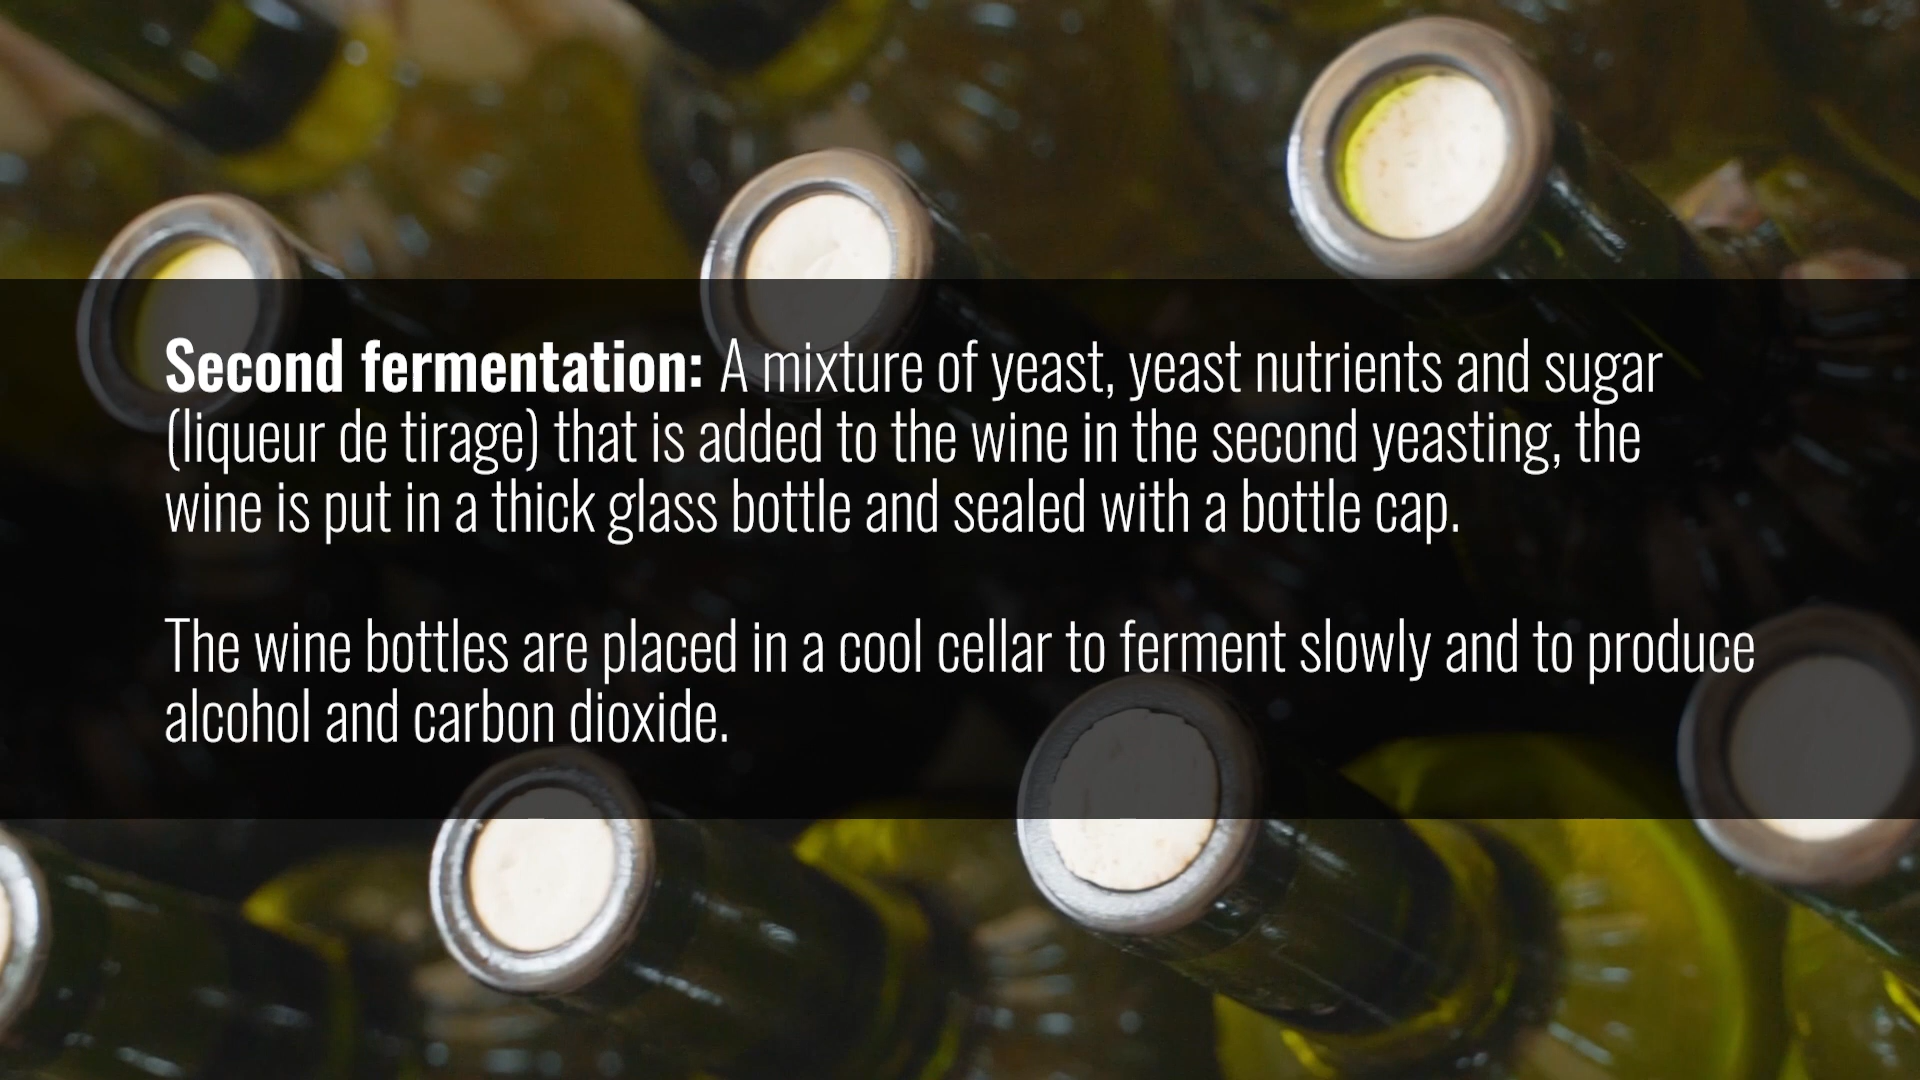 Second fermentation: A mixture of yeast, yeast nutrients and sugar
(liqueur de tirage) that is added to the wine in the second yeasting, the
wine is put in a thick glass bottle and sealed with a bottle cap.
The wine bottles are placed in a cool cellar to ferment slowly and to produce
alcohol and carbon dioxide.